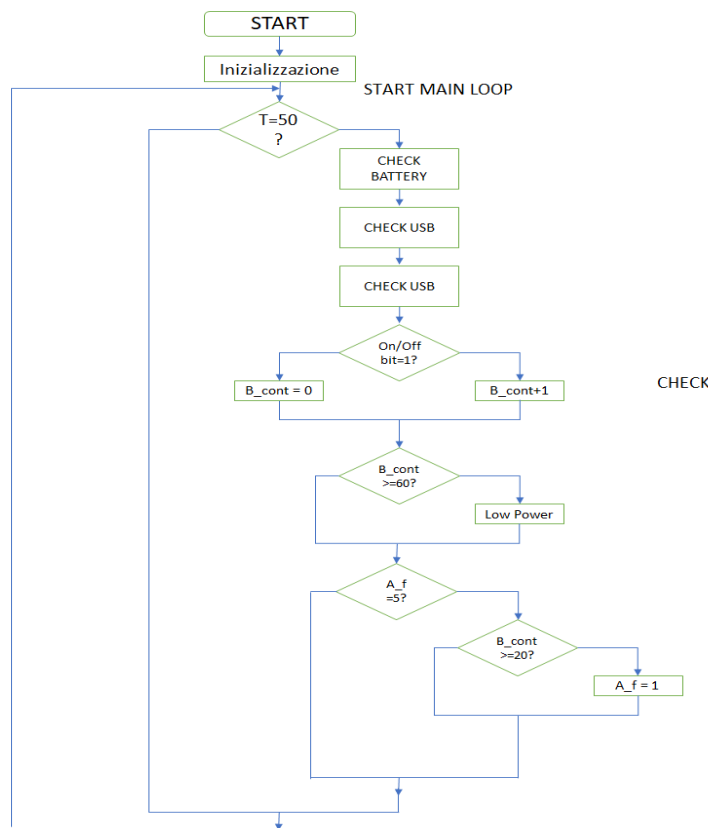 START
Inizializzazione
START MAIN LOOP
T=50
?
CHECK
BATTERY
CHECK USB
CHECK USB
On/Off
bit=1?
B_cont = 0
B_cont+1
CHECK
B_cont
>=60?
Low Power
A_f
=5?
B_cont
>=20?
A_f = 1